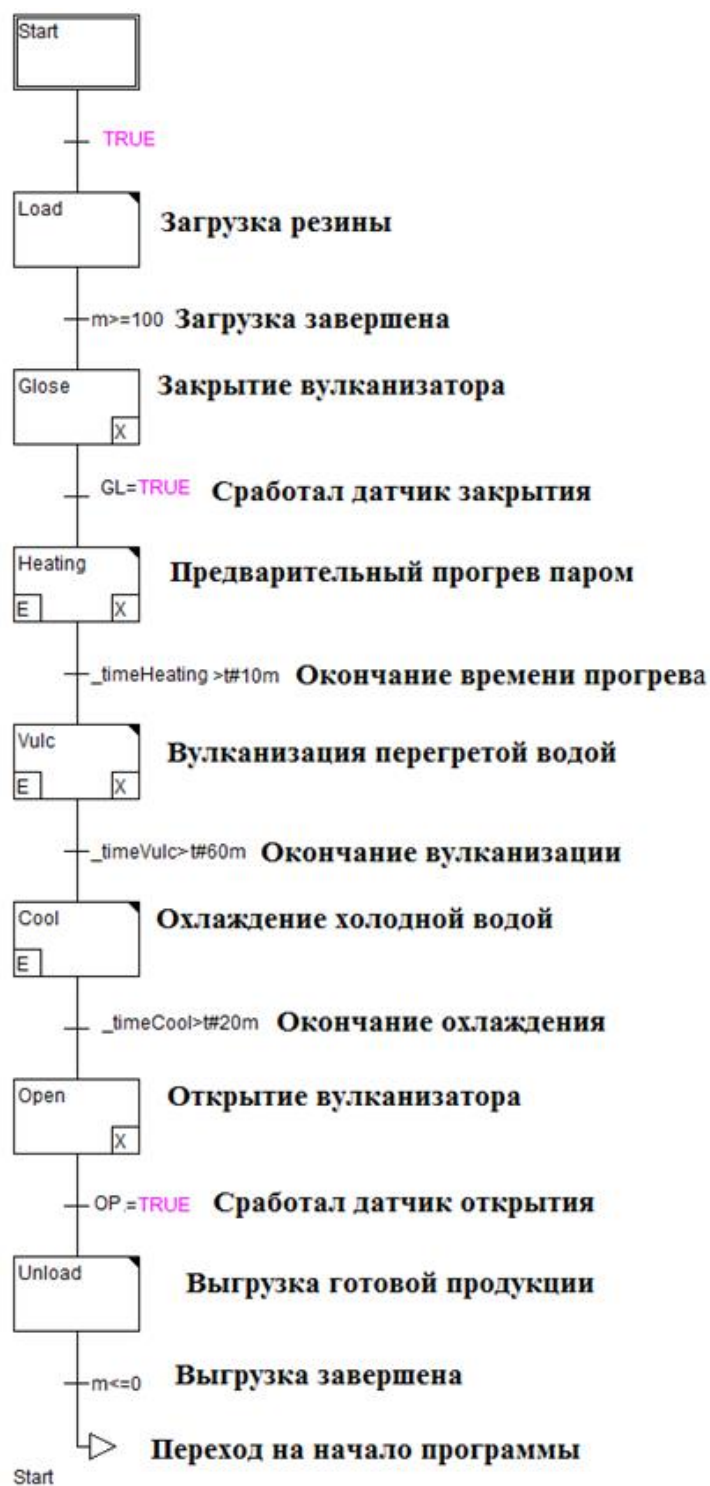 Start
TRUE
Load
Загрузка резины
m>=100 Загрузка завершена
Glose
Закрытие вулканизатора
X
GL=TRUE Сработал датчик закрытия
Heating
Предварительный прогрев паром
E X
_timeHeating >t#10m Окончание времени прогрева
Vulc
Вулканизация перегретой водой
E X
_timeVulc>t#60m Окончание вулканизации
Cool
Охлаждение холодной водой
E
_timeCool>t#20m Окончание охлаждения
Open
Открытие вулканизатора
X
OP.=TRUE Сработал датчик открытия
Unload
Выгрузка готовой продукции
m<=0 Выгрузка завершена
Переход на начало программы
Start